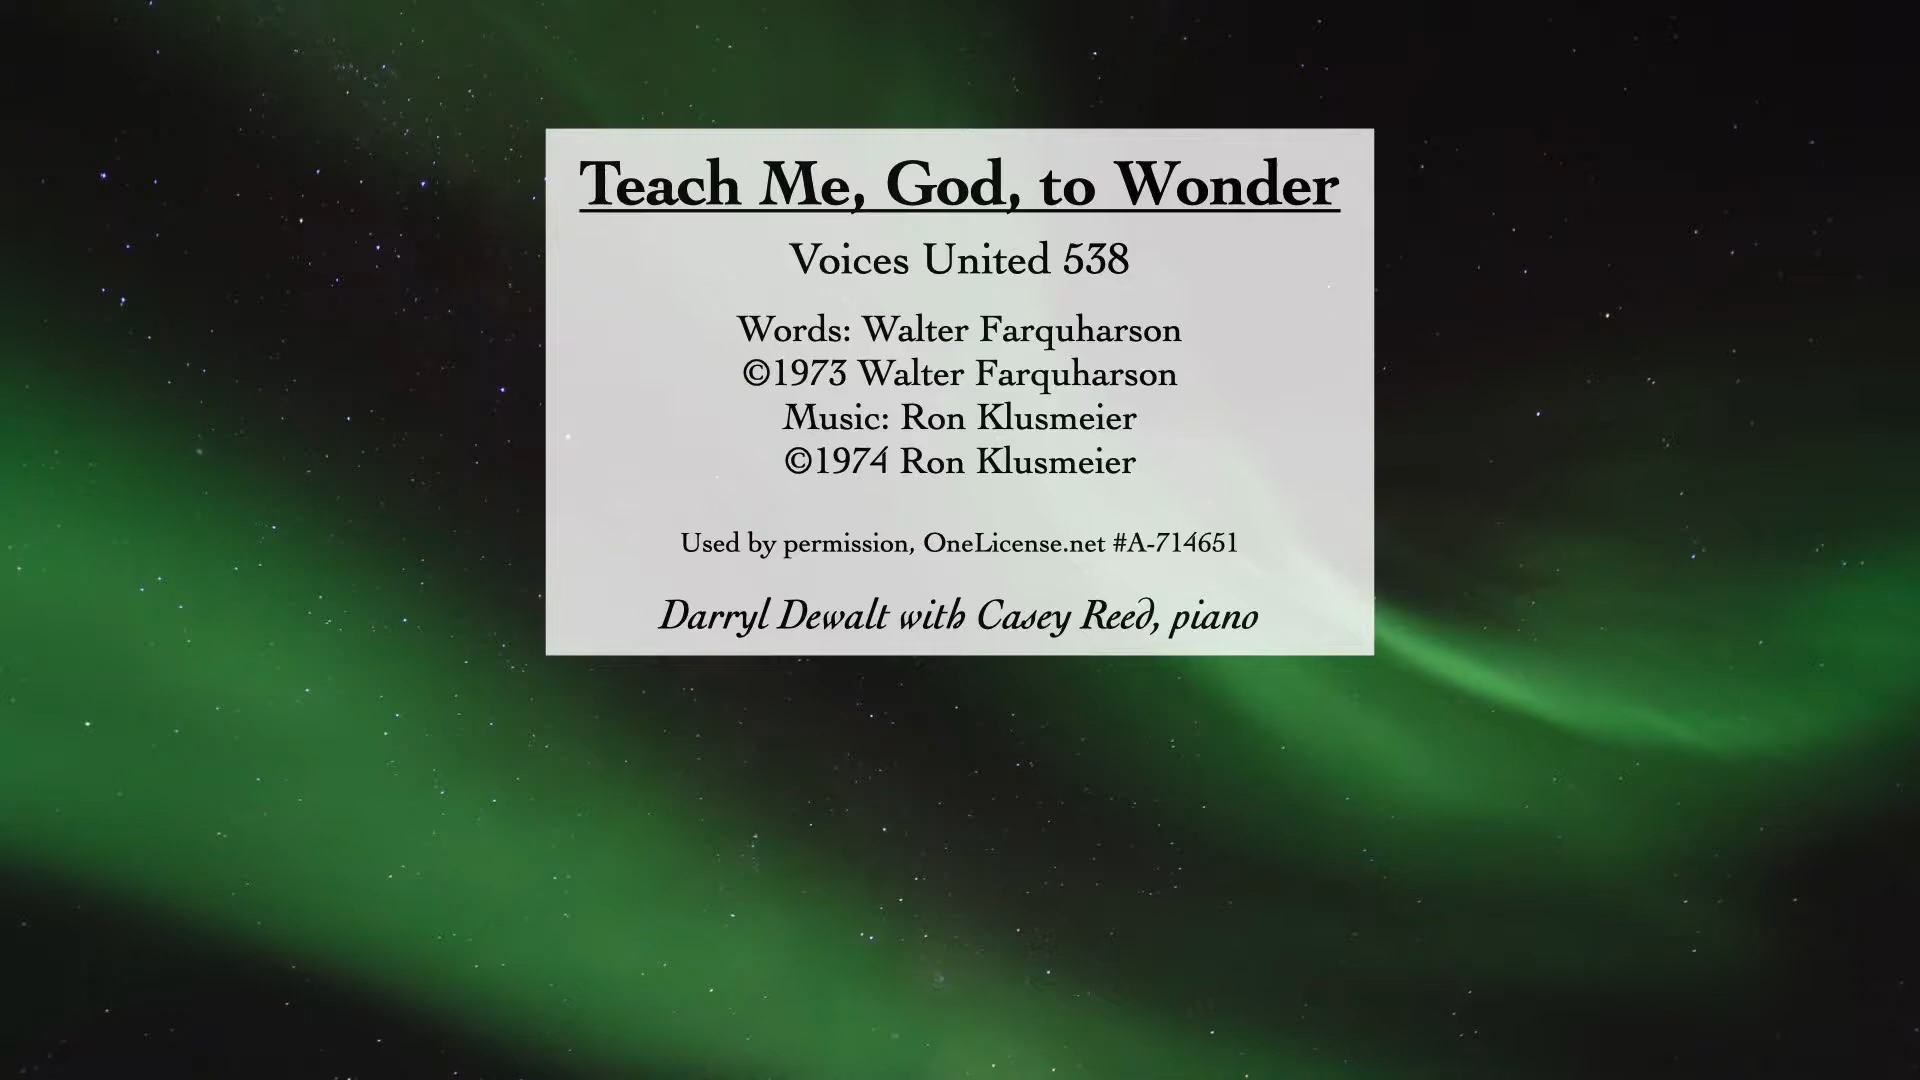 Teach Me, God, to Wonder
Voices United 538
Words: Walter Farquharson
©1973 Walter Farquharson
Music: Ron Klusmeier
©1974 Ron Klusmeier
Used by permission, OneLicense.net #A-714651
Darryl Dewalt with Casey Reed, piano